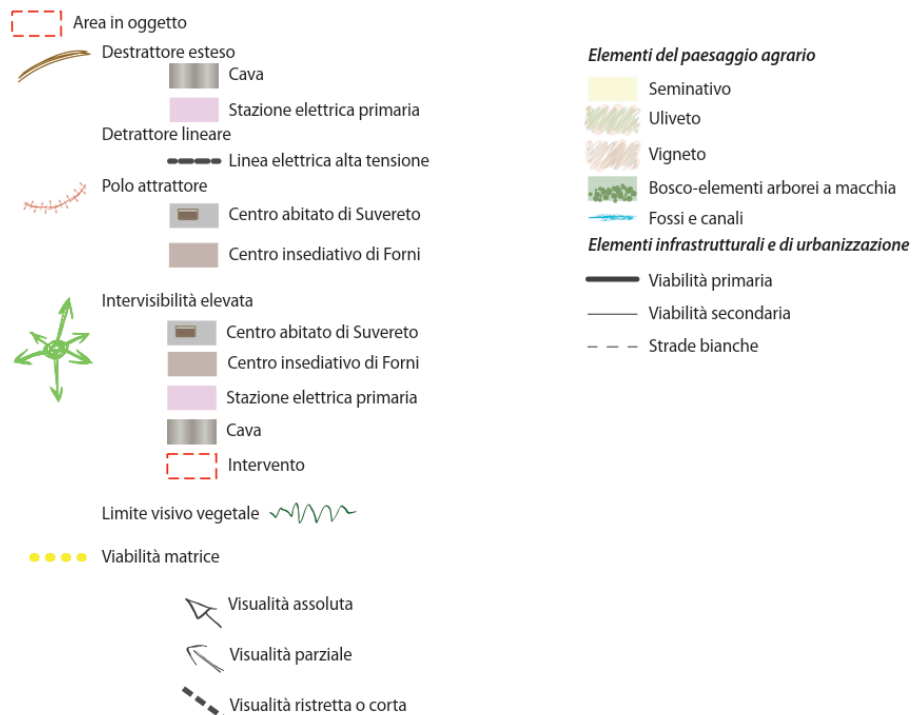 Area in oggetto
Destrattore esteso
Cava
Stazione elettrica primaria
Detrattore lineare
Linea elettrica alta tensione
Polo attrattore
Centro abitato di Suvereto
Centro insediativo di Forni
Intervisibilità elevata
Centro abitato di Suvereto
Centro insediativo di Forni
Stazione elettrica primaria
Cava
Intervento
Limite visivo vegetale
Viabilità matrice
Visualità assoluta
Visualità parziale
Visualità ristretta o corta
Elementi del paesaggio agrario
Seminativo
Uliveto
Vigneto
Bosco-elementi arborei a macchia
Fossi e canali
Elementi infrastrutturali e di urbanizzazione
Viabilità primaria
Viabilità secondaria
Strade bianche